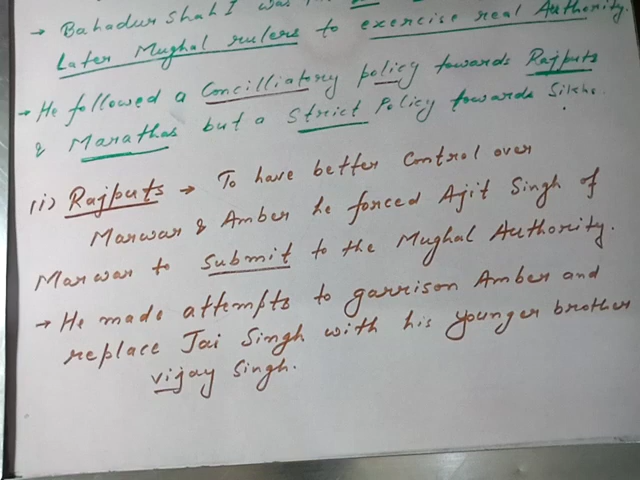 → Bahadur Shah I was the
Later Mughal rulers to exercise real Authority.
→ He followed a Concilliatory policy towards Rajputs
& Marathas but a Strict Policy towards Sikhs.
(i) Rajputs → To have better Control over
Marwar & Amber he forced Ajit Singh of
Marwar to Submit to the Mughal Authority.
→ He made attempts to garrison Amber and
replace Jai Singh with his younger brother
vijay Singh.